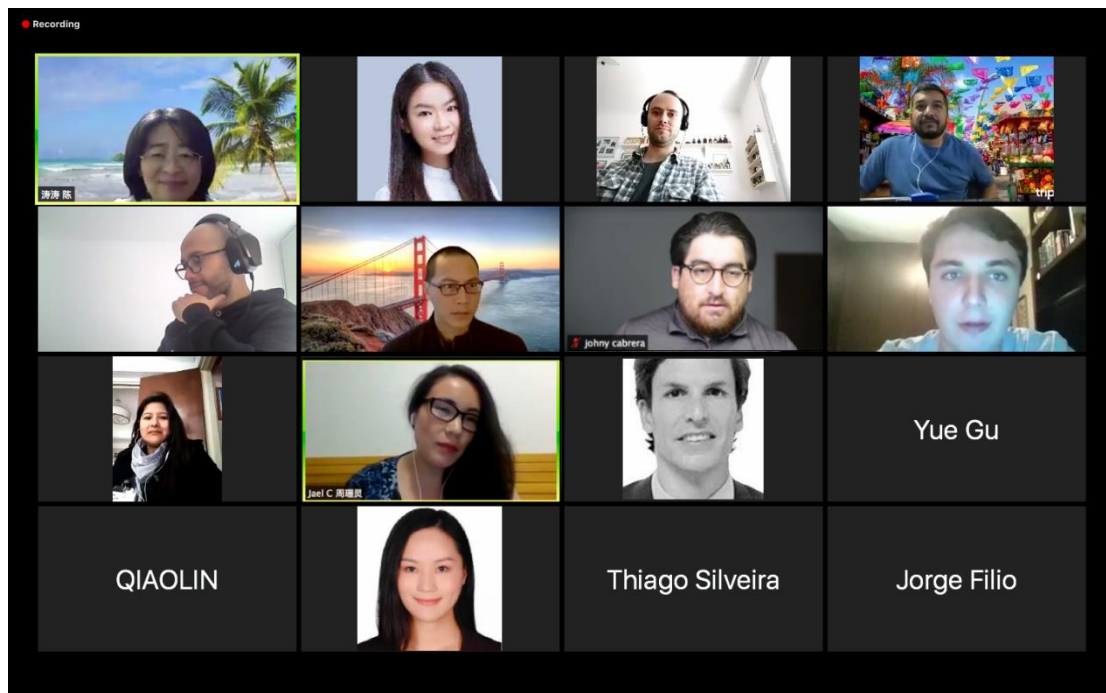 Recording
涛涛 陈
trip
johny cabrera
Jael C 周珊灵
Yue Gu
QIAOLIN
Thiago Silveira
Jorge Filio